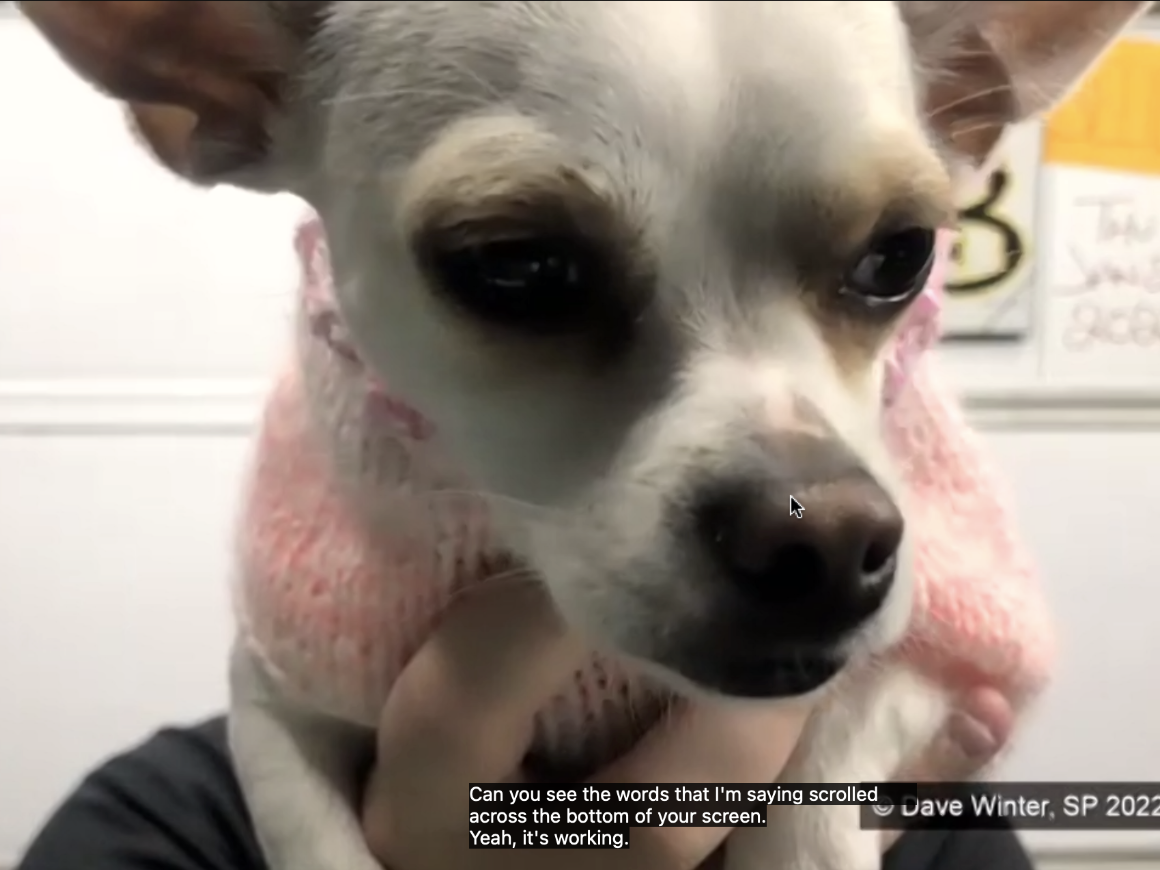 B
Can you see the words that I'm saying scrolled
across the bottom of your screen.
Yeah, it's working.
© Dave Winter, SP 2022